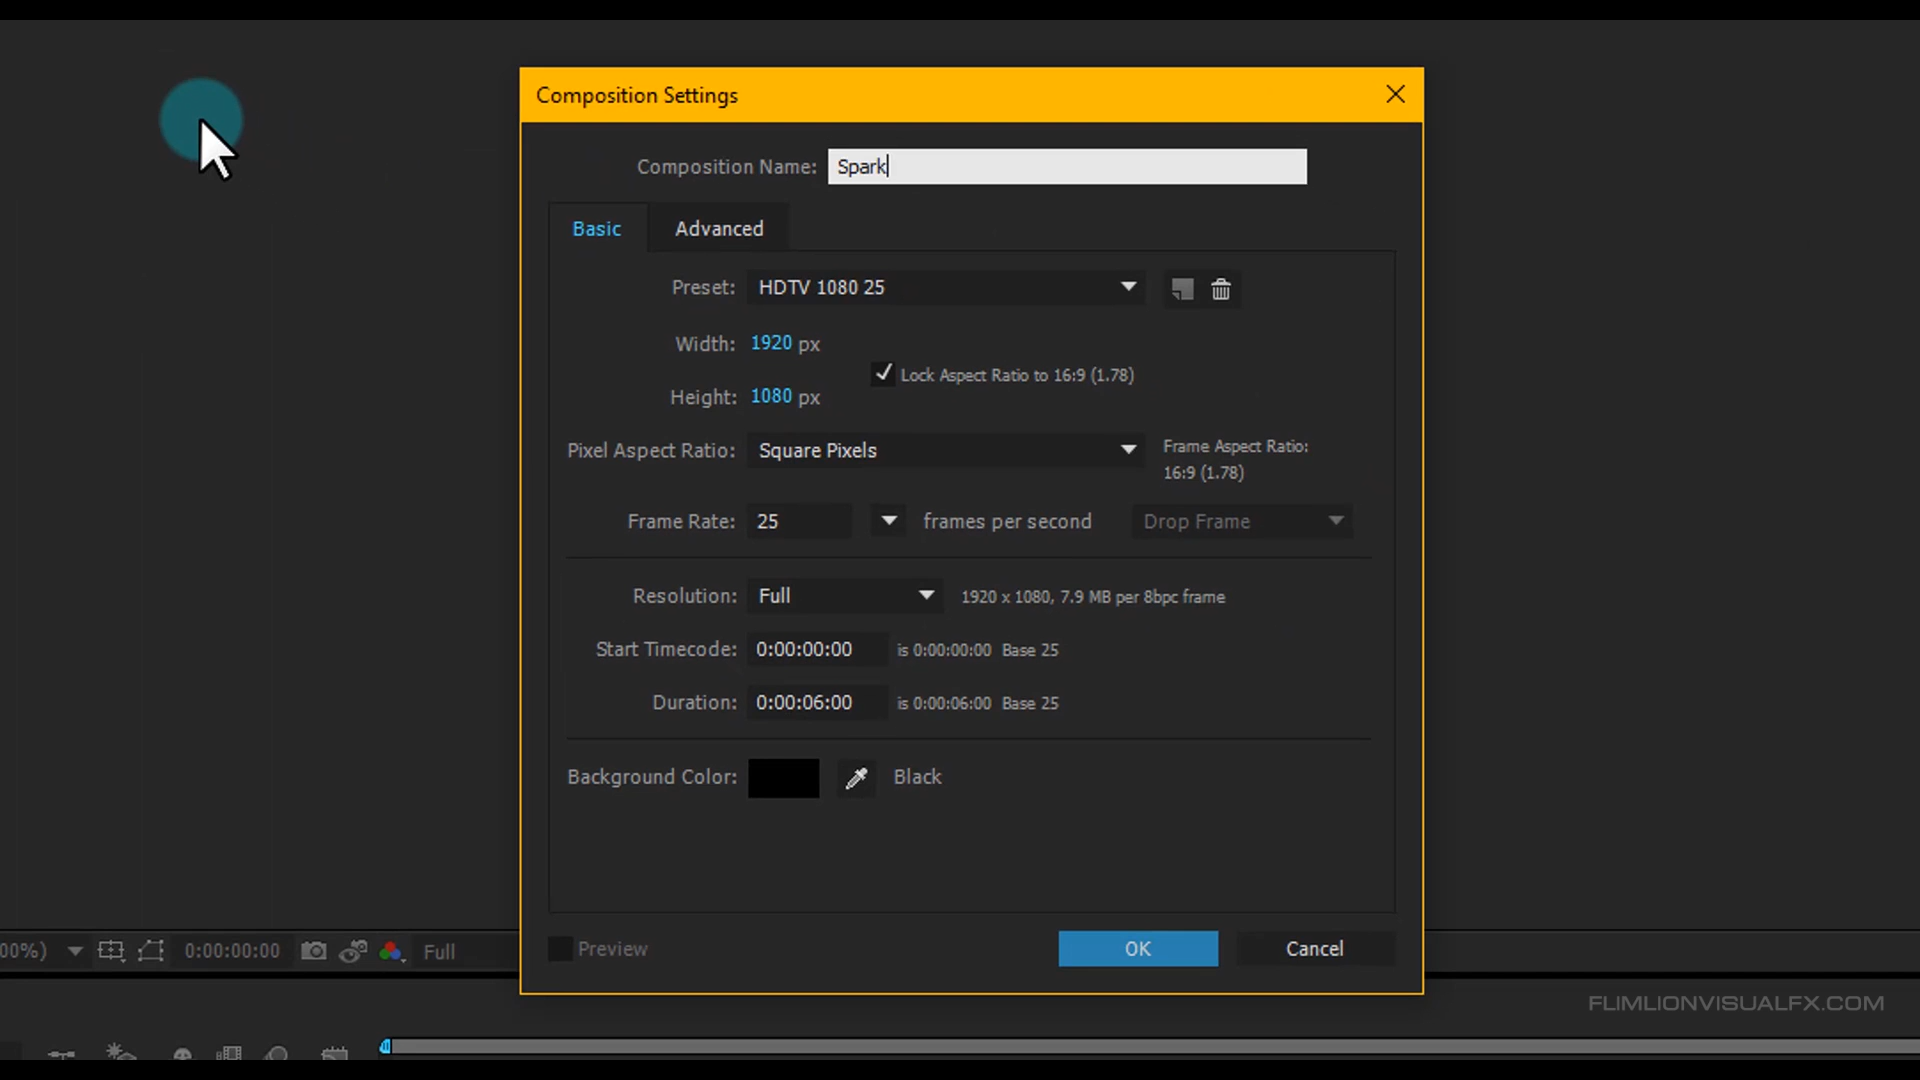 Composition Settings
Composition Name: Spark
Basic Advanced
Preset: HDTV 1080 25
Width: 1920 px
Lock Aspect Ratio to 16:9 (1.78)
Height: 1080 px
Pixel Aspect Ratio: Square Pixels
Frame Aspect Ratio:
16:9 (1.78)
Frame Rate: 25 frames per second Drop Frame
Resolution: Full 1920 x 1080, 7.9 MB per 8bpc frame
Start Timecode: 0:00:00:00 is 0:00:00:00 Base 25
Duration: 0:00:06:00 is 0:00:06:00 Base 25
Background Color: Black
Preview OK Cancel
00%) 0:00:00:00 Full
FLIMLIONVISUALFX.COM